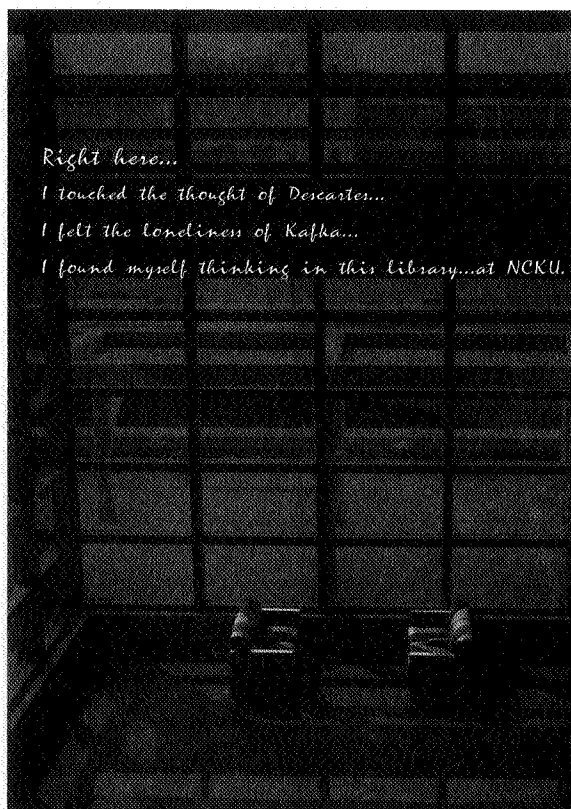 Right here...
I touched the thought of Descartes...
I felt the loneliness of Kafka...
I found myself thinking in this library...at NCKU.